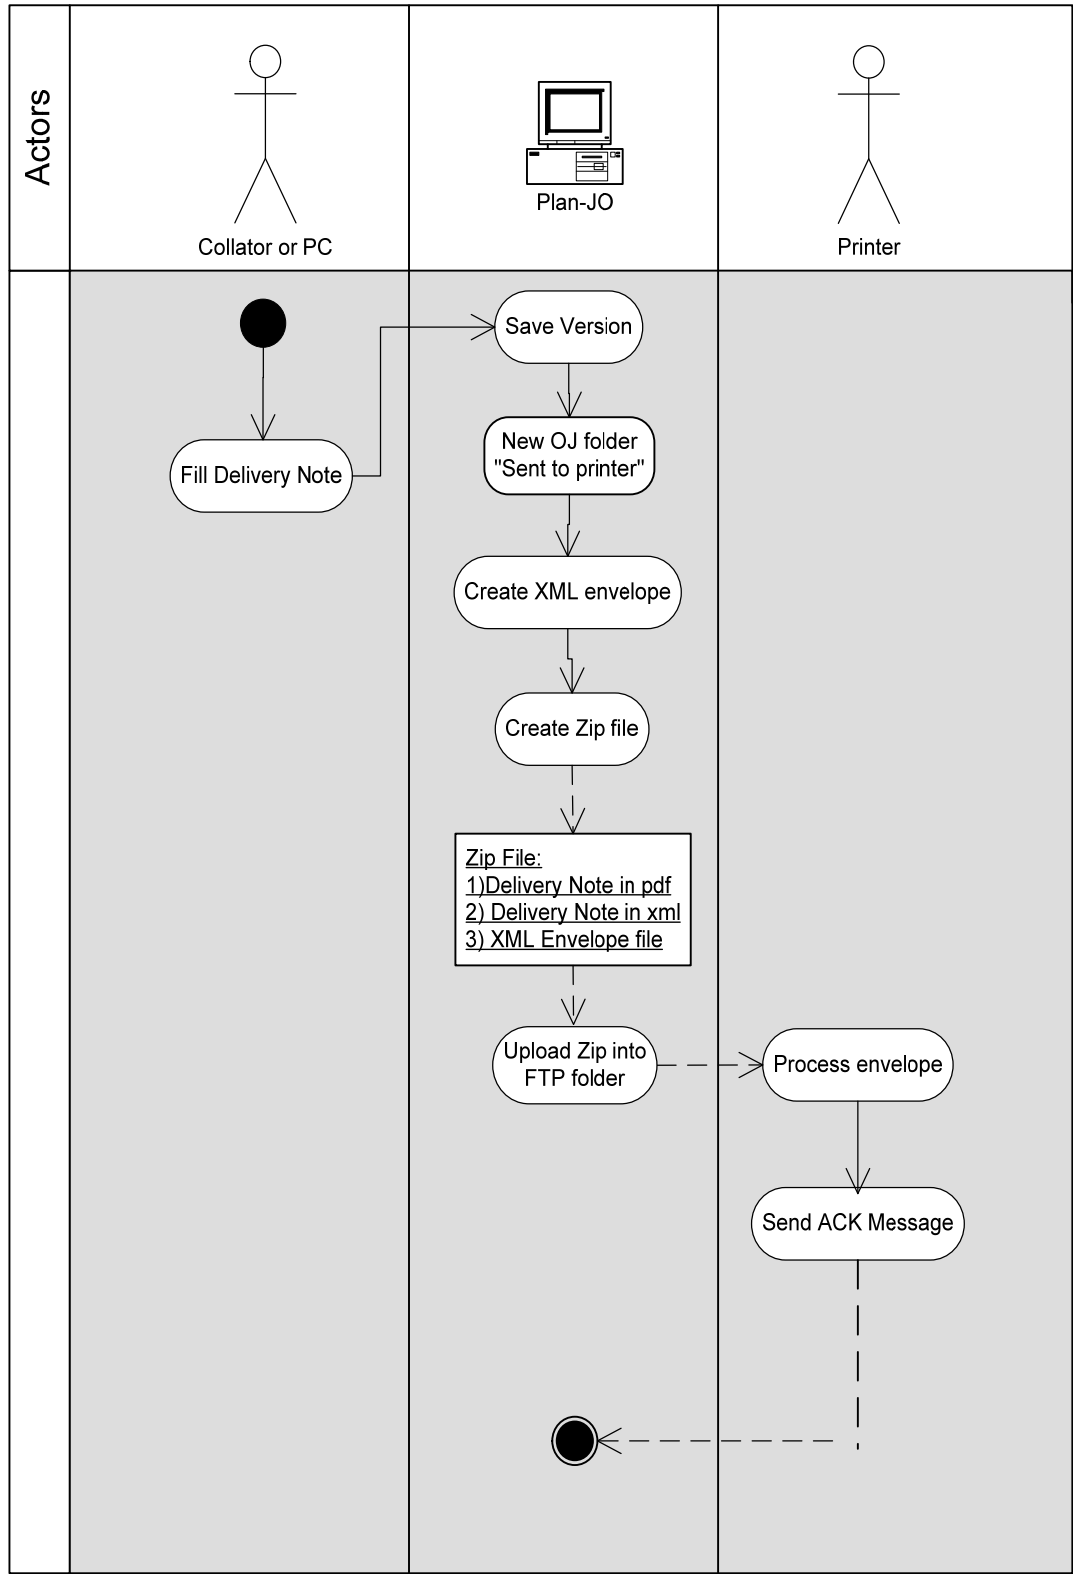 Actors
Collator or PC
Plan-JO
Printer
Save Version
Fill Delivery Note
New OJ folder
"Sent to printer"
Create XML envelope
Create Zip file
Zip File:
1)Delivery Note in pdf
2) Delivery Note in xml
3) XML Envelope file
Upload Zip into
FTP folder
Process envelope
Send ACK Message